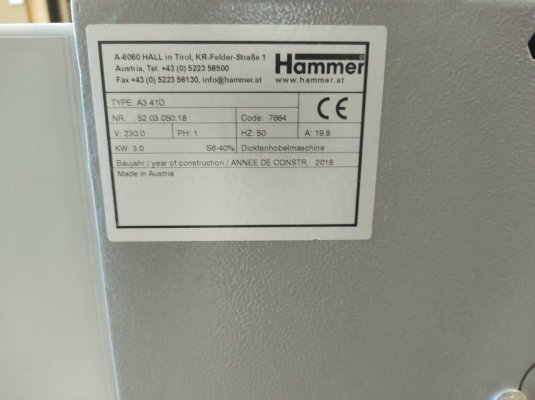 A-6060 HALL in Tirol, KR-Felder-Straße 1
Austria, Tel. +43 (0) 5223 58500
Fax +43 (0) 5223 56130, info@hammer.at
Hammer®
www.hammer.at
TYPE: A3 41D
CE
NR.: 52.03.050.18 Code: 7664
V: 230.0 PH: 1 HZ: 50 A: 19.8
KW: 3.0 S6-40% Dicktenhobelmaschine
Baujahr / year of construction / ANNEE DE CONSTR.: 2018
Made in Austria